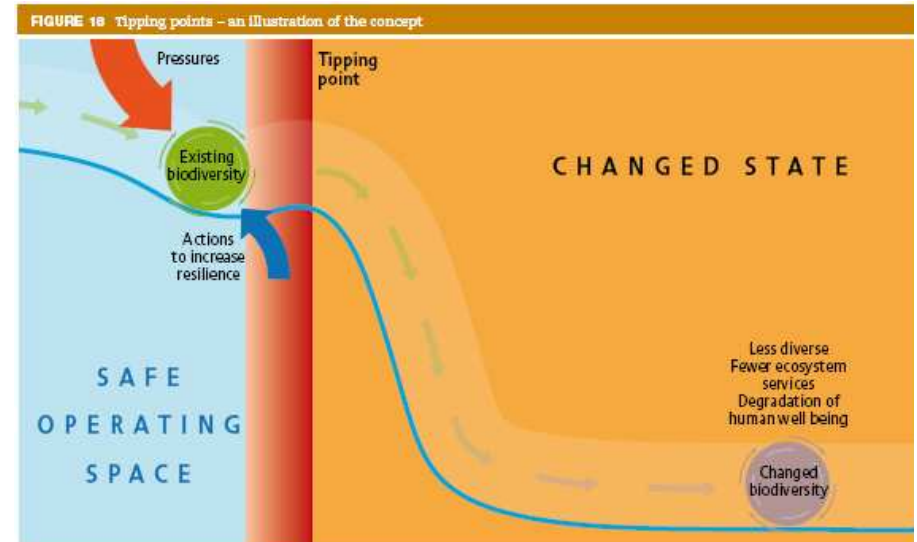 FIGURE 18 Tipping points – an illustration of the concept
Pressures
Tipping
point
Existing
biodiversity
CHANGED STATE
Actions
to increase
resilience
SAFE
OPERATING
SPACE
Less diverse
Fewer ecosystem
services
Degradation of
human well being
Changed
biodiversity